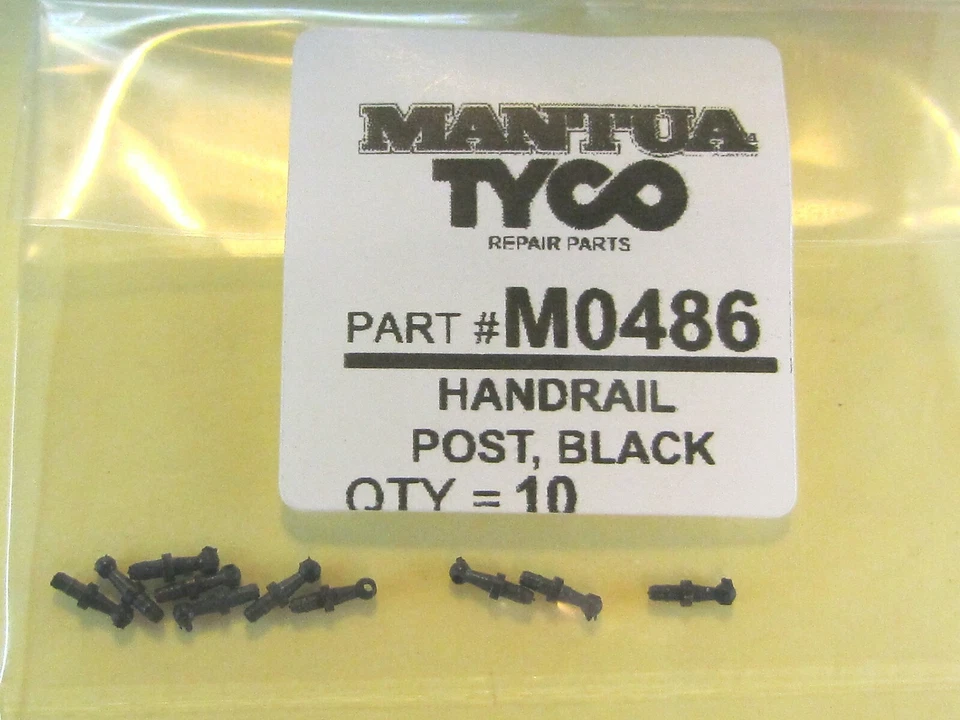 MANTUA
TYCO
REPAIR PARTS
PART #M0486
HANDRAIL
POST, BLACK
QTY = 10